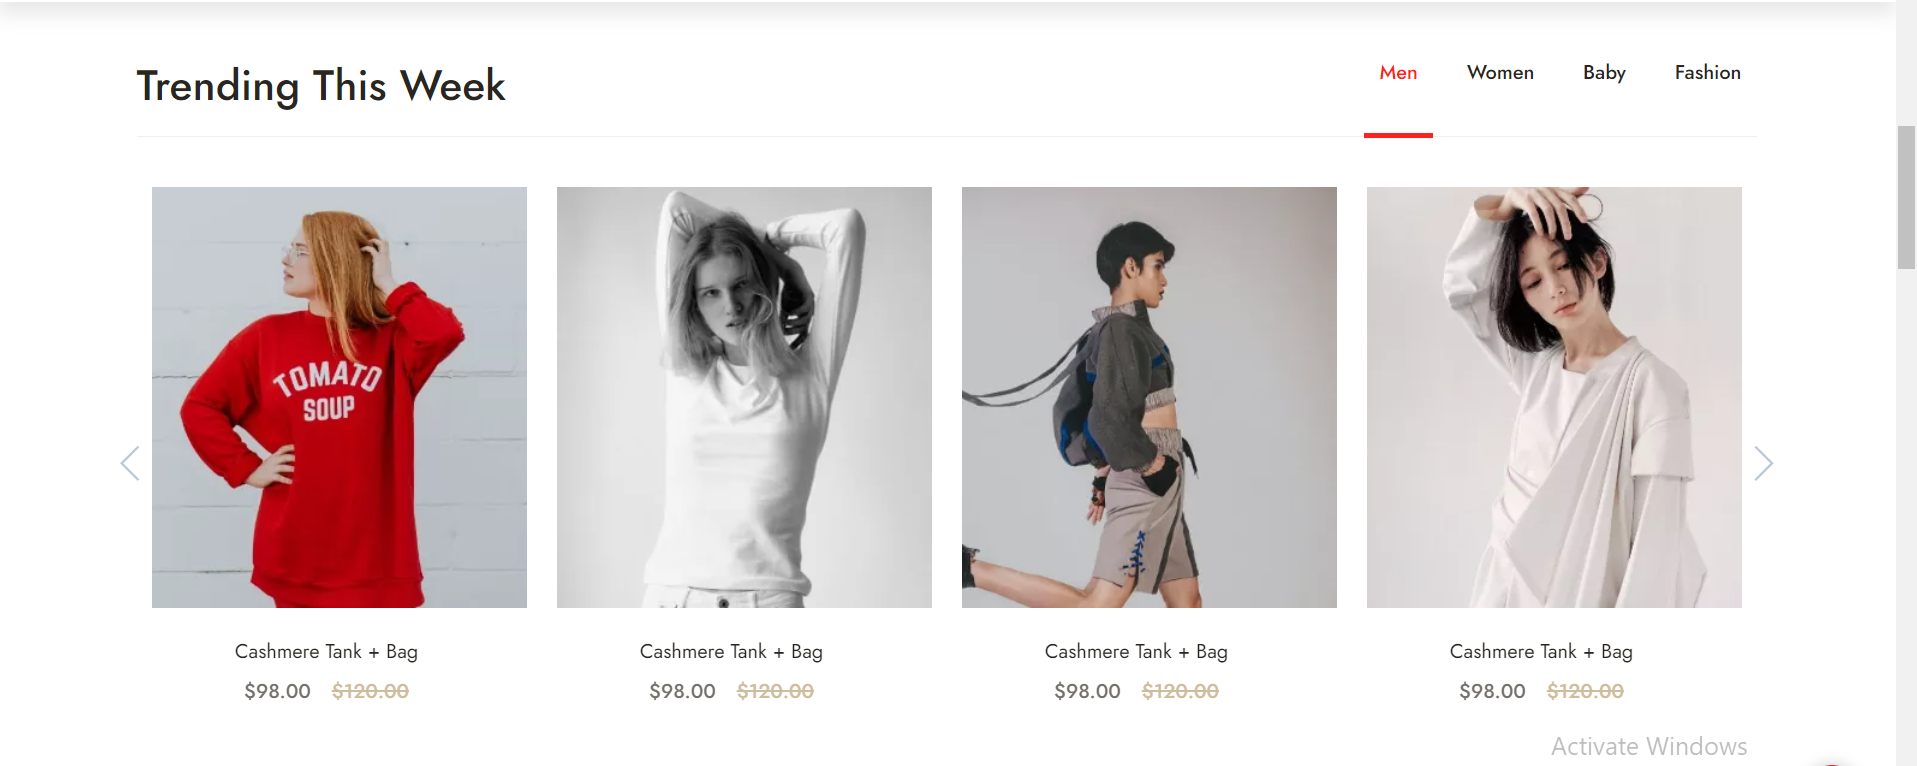 Trending This Week
Men Women Baby Fashion
TOMATO
SOUP
Cashmere Tank + Bag
$98.00 $120.00
Cashmere Tank + Bag
$98.00 $120.00
Cashmere Tank + Bag
$98.00 $120.00
Cashmere Tank + Bag
$98.00 $120.00
Activate Windows